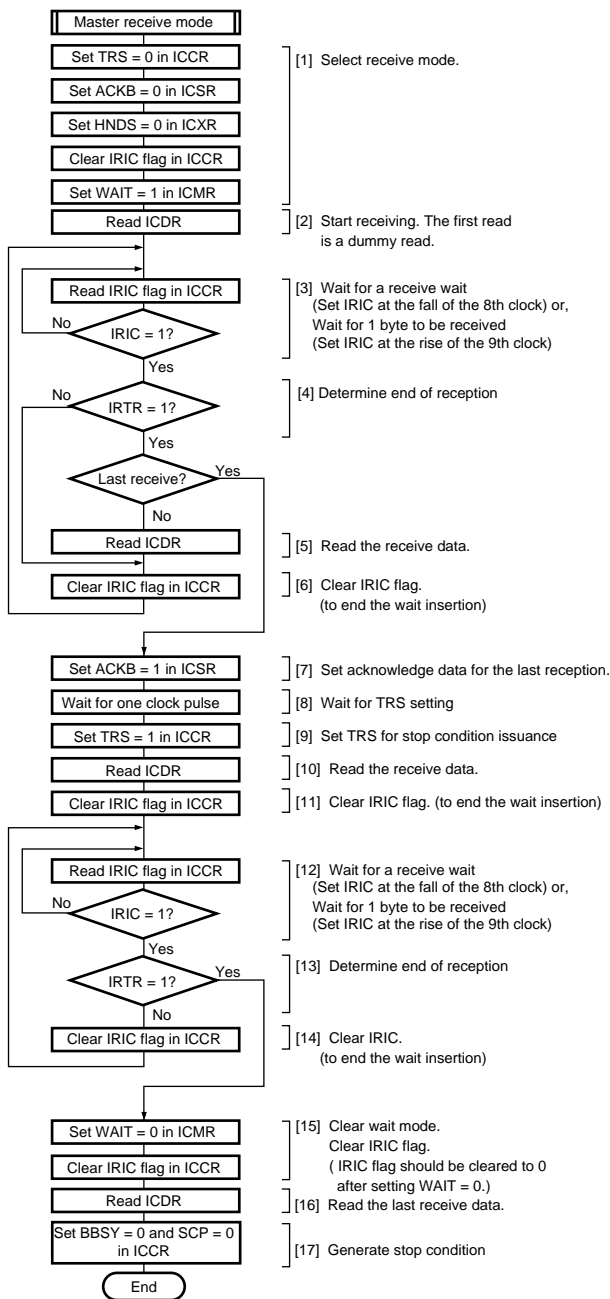 Master receive mode
Set TRS = 0 in ICCR
[1] Select receive mode.
Set ACKB = 0 in ICSR
Set HNDS = 0 in ICXR
Clear IRIC flag in ICCR
Set WAIT = 1 in ICMR
Read ICDR
[2] Start receiving. The first read
is a dummy read.
Read IRIC flag in ICCR
[3] Wait for a receive wait
(Set IRIC at the fall of the 8th clock) or,
Wait for 1 byte to be received
(Set IRIC at the rise of the 9th clock)
No
IRIC = 1?
Yes
No
IRTR = 1?
[4] Determine end of reception
Yes
Last receive?
Yes
No
Read ICDR
[5] Read the receive data.
Clear IRIC flag in ICCR
[6] Clear IRIC flag.
(to end the wait insertion)
Set ACKB = 1 in ICSR
[7] Set acknowledge data for the last reception.
Wait for one clock pulse
[8] Wait for TRS setting
Set TRS = 1 in ICCR
[9] Set TRS for stop condition issuance
Read ICDR
[10] Read the receive data.
Clear IRIC flag in ICCR
[11] Clear IRIC flag. (to end the wait insertion)
Read IRIC flag in ICCR
[12] Wait for a receive wait
(Set IRIC at the fall of the 8th clock) or,
Wait for 1 byte to be received
(Set IRIC at the rise of the 9th clock)
No
IRIC = 1?
Yes
IRTR = 1?
Yes
[13] Determine end of reception
No
Clear IRIC flag in ICCR
[14] Clear IRIC.
(to end the wait insertion)
Set WAIT = 0 in ICMR
[15] Clear wait mode.
Clear IRIC flag.
( IRIC flag should be cleared to 0
after setting WAIT = 0.)
Clear IRIC flag in ICCR
Read ICDR
[16] Read the last receive data.
Set BBSY = 0 and SCP = 0
in ICCR
[17] Generate stop condition
End